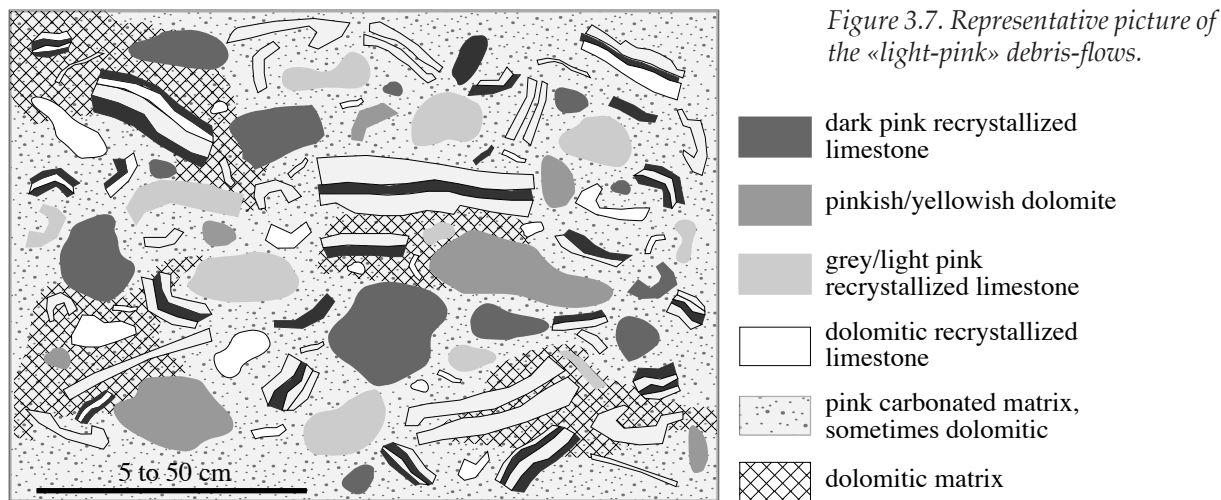 Figure 3.7. Representative picture of
the «light-pink» debris-flows.
dark pink recrystallized
limestone
pinkish/yellowish dolomite
grey/light pink
recrystallized limestone
dolomitic recrystallized
limestone
pink carbonated matrix,
sometimes dolomitic
dolomitic matrix
5 to 50 cm